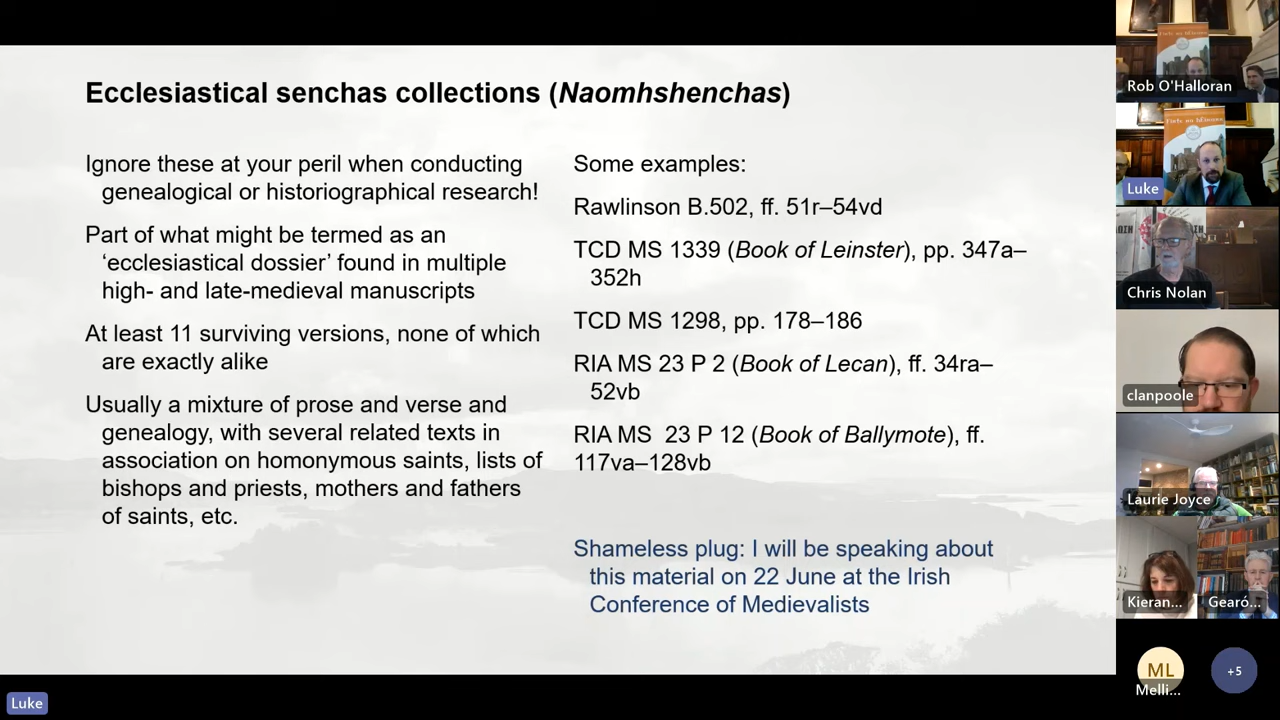 Ecclesiastical senchas collections (Naomhshenchas)
Ignore these at your peril when conducting
genealogical or historiographical research!
Part of what might be termed as an
‘ecclesiastical dossier’ found in multiple
high- and late-medieval manuscripts
At least 11 surviving versions, none of which
are exactly alike
Usually a mixture of prose and verse and
genealogy, with several related texts in
association on homonymous saints, lists of
bishops and priests, mothers and fathers
of saints, etc.
Some examples:
Rawlinson B.502, ff. 51r–54vd
TCD MS 1339 (Book of Leinster), pp. 347a–
352h
TCD MS 1298, pp. 178–186
RIA MS 23 P 2 (Book of Lecan), ff. 34ra–
52vb
RIA MS  23 P 12 (Book of Ballymote), ff.
117va–128vb
Shameless plug: I will be speaking about
this material on 22 June at the Irish
Conference of Medievalists
Rob O'Halloran
Luke
Chris Nolan
clanpoole
Laurie Joyce
Kieran...
Gearó...
ML
Melli...
+5
Luke